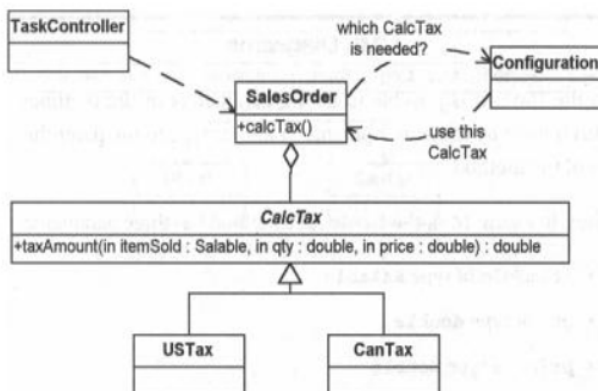 TaskController
which CalcTax
is needed?
Configuration
SalesOrder
+calcTax()
use this
CalcTax
CalcTax
+taxAmount(in itemSold : Salable, in qty : double, in price : double) : double
USTax
CanTax